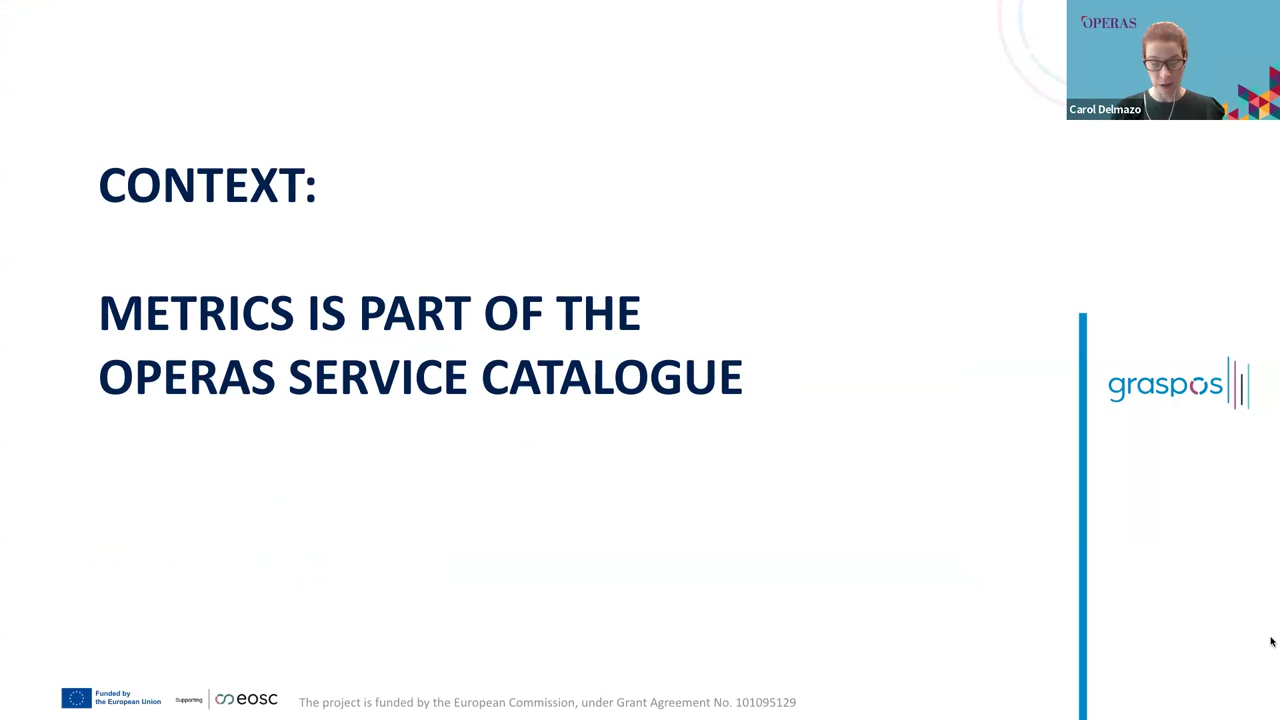 OPERAS
Carol Delmazo
CONTEXT:
METRICS IS PART OF THE
OPERAS SERVICE CATALOGUE
graspos
Funded by
the European Union
Supporting
eosc
The project is funded by the European Commission, under Grant Agreement No. 101095129